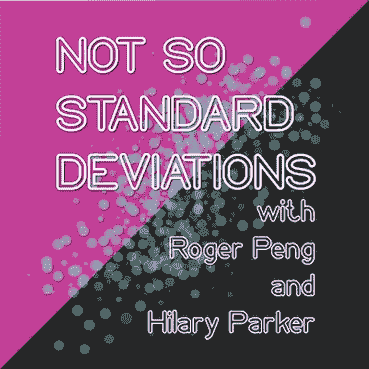 NOT SO
STANDARD
DEVIATIONS
with
Roger Peng
and
Hilary Parker